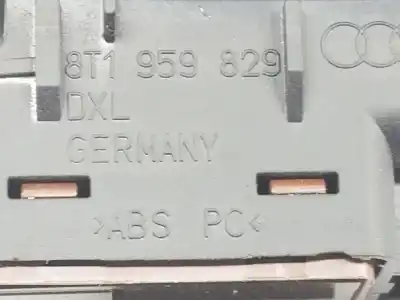 8T1 959 829
DXL
GERMANY
>ABS PC<